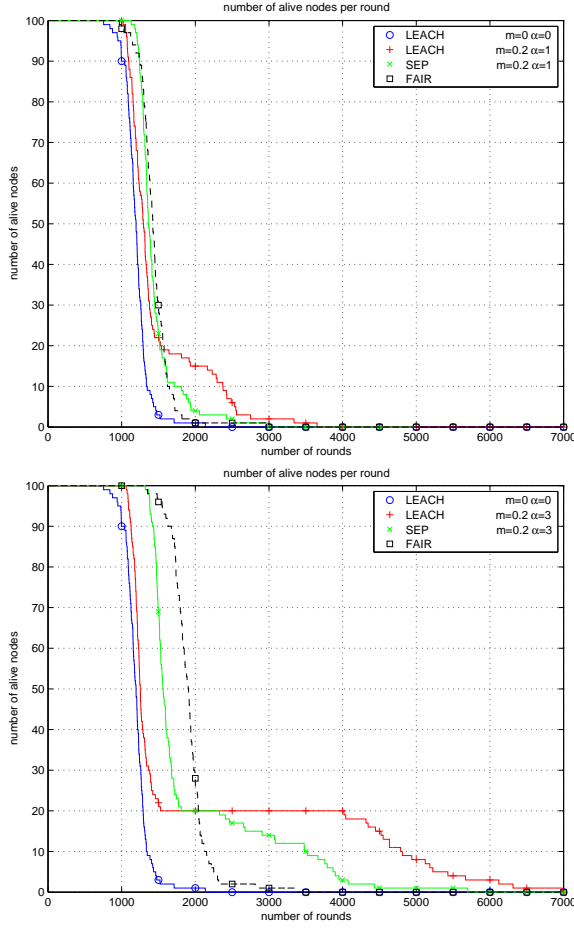 number of alive nodes per round
100
90
80
70
60
50
40
30
20
10
0
number of alive nodes
0 1000 2000 3000 4000 5000 6000 7000
number of rounds
LEACH m=0 α=0
LEACH m=0.2 α=1
SEP m=0.2 α=1
FAIR
number of alive nodes per round
100
90
80
70
60
50
40
30
20
10
0
number of alive nodes
0 1000 2000 3000 4000 5000 6000 7000
number of rounds
LEACH m=0 α=0
LEACH m=0.2 α=3
SEP m=0.2 α=3
FAIR